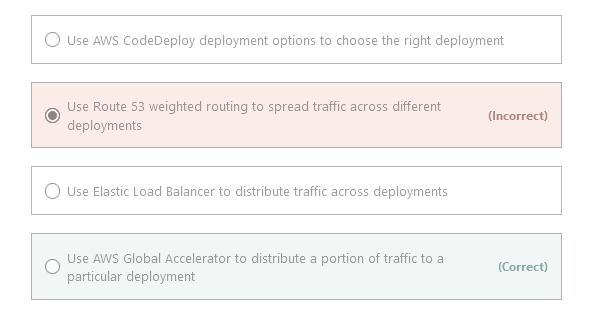 Use AWS CodeDeploy deployment options to choose the right deployment
Use Route 53 weighted routing to spread traffic across different
deployments
(Incorrect)
Use Elastic Load Balancer to distribute traffic across deployments
Use AWS Global Accelerator to distribute a portion of traffic to a
particular deployment
(Correct)